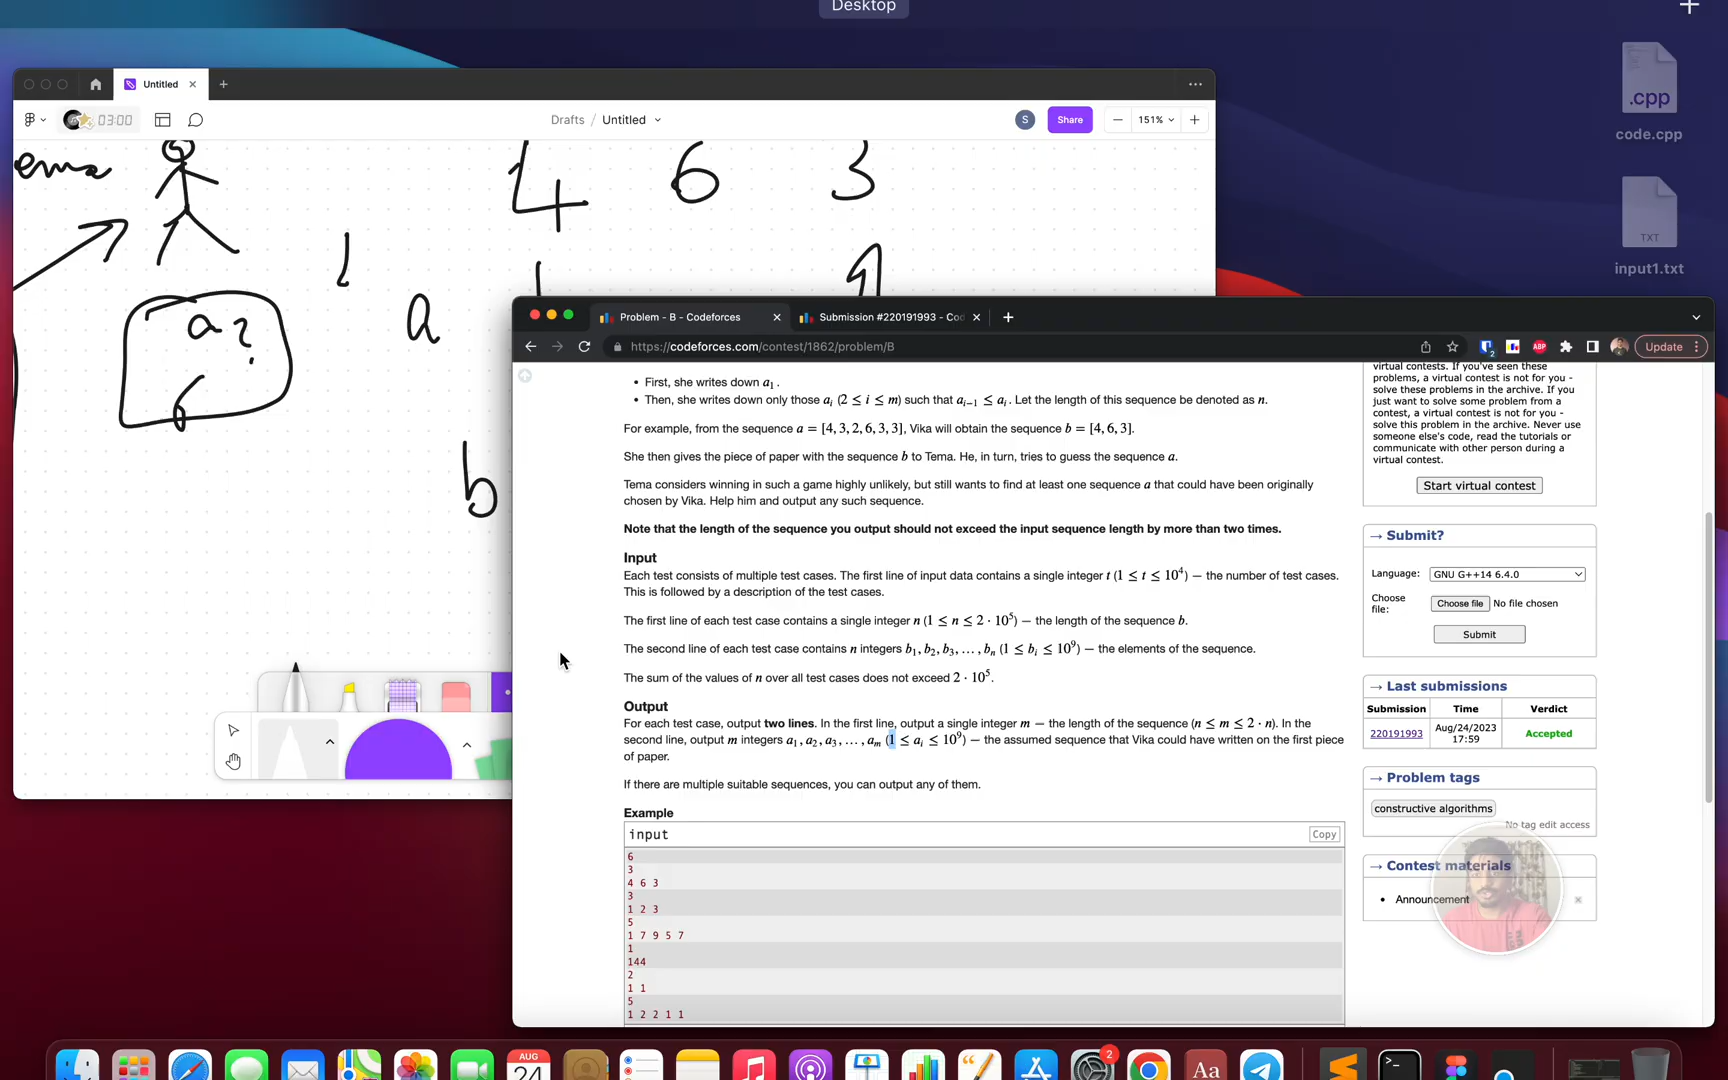 Desktop
Untitled
03:00
Drafts / Untitled
S
Share
151%
ema
4 6 3
1
a
9
a?
b
b
.cpp
code.cpp
TXT
input1.txt
Problem - B - Codeforces
Submission #220191993 - Cod
https://codeforces.com/contest/1862/problem/B
2
ABP
Update
• First, she writes down a₁ .
• Then, she writes down only those aᵢ (2 ≤ i ≤ m) such that aᵢ₋₁ ≤ aᵢ. Let the length of this sequence be denoted as n.
For example, from the sequence a = [4, 3, 2, 6, 3, 3], Vika will obtain the sequence b = [4, 6, 3].
She then gives the piece of paper with the sequence b to Tema. He, in turn, tries to guess the sequence a.
Tema considers winning in such a game highly unlikely, but still wants to find at least one sequence a that could have been originally
chosen by Vika. Help him and output any such sequence.
Note that the length of the sequence you output should not exceed the input sequence length by more than two times.
Input
Each test consists of multiple test cases. The first line of input data contains a single integer t (1 ≤ t ≤ 10⁴) — the number of test cases.
This is followed by a description of the test cases.
The first line of each test case contains a single integer n (1 ≤ n ≤ 2 · 10⁵) — the length of the sequence b.
The second line of each test case contains n integers b₁, b₂, b₃, … , bₙ (1 ≤ bᵢ ≤ 10⁹) — the elements of the sequence.
The sum of the values of n over all test cases does not exceed 2 · 10⁵.
Output
For each test case, output two lines. In the first line, output a single integer m — the length of the sequence (n ≤ m ≤ 2 · n). In the
second line, output m integers a₁, a₂, a₃, … , aₘ (1 ≤ aᵢ ≤ 10⁹) — the assumed sequence that Vika could have written on the first piece
of paper.
If there are multiple suitable sequences, you can output any of them.
Example
input
Copy
6
3
4 6 3
3
1 2 3
5
1 7 9 5 7
1
144
2
1 1
5
1 2 2 1 1
virtual contests. If you've seen these
problems, a virtual contest is not for you -
solve these problems in the archive. If you
just want to solve some problem from a
contest, a virtual contest is not for you -
solve this problem in the archive. Never use
someone else's code, read the tutorials or
communicate with other person during a
virtual contest.
Start virtual contest
→ Submit?
Language: GNU G++14 6.4.0
Choose
file: Choose file No file chosen
Submit
→ Last submissions
Submission Time Verdict
220191993 Aug/24/2023
17:59 Accepted
→ Problem tags
constructive algorithms
No tag edit access
→ Contest materials
• Announcement
AUG
24
2
Aa